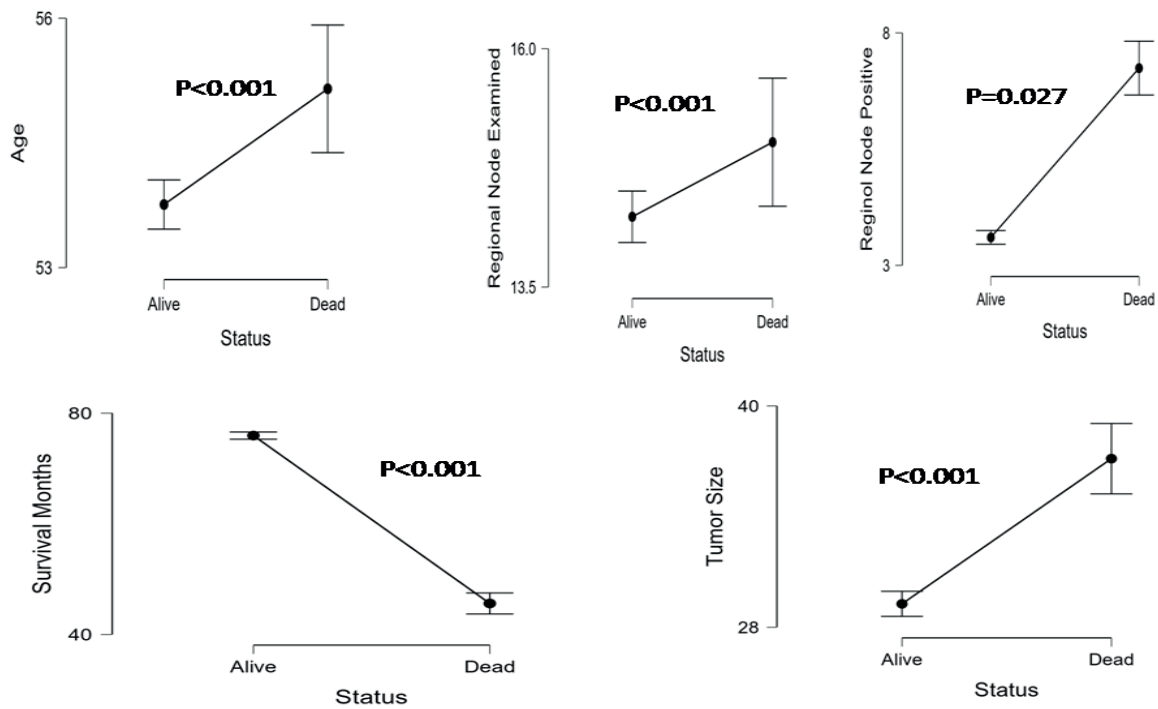 56
Age
P<0.001
53
Alive
Dead
Status
16.0
Regional Node Examined
P<0.001
13.5
Alive
Dead
Status
8
Reginol Node Positive
P=0.027
3
Alive
Dead
Status
80
Survival Months
P<0.001
40
Alive
Dead
Status
40
Tumor Size
P<0.001
28
Alive
Dead
Status